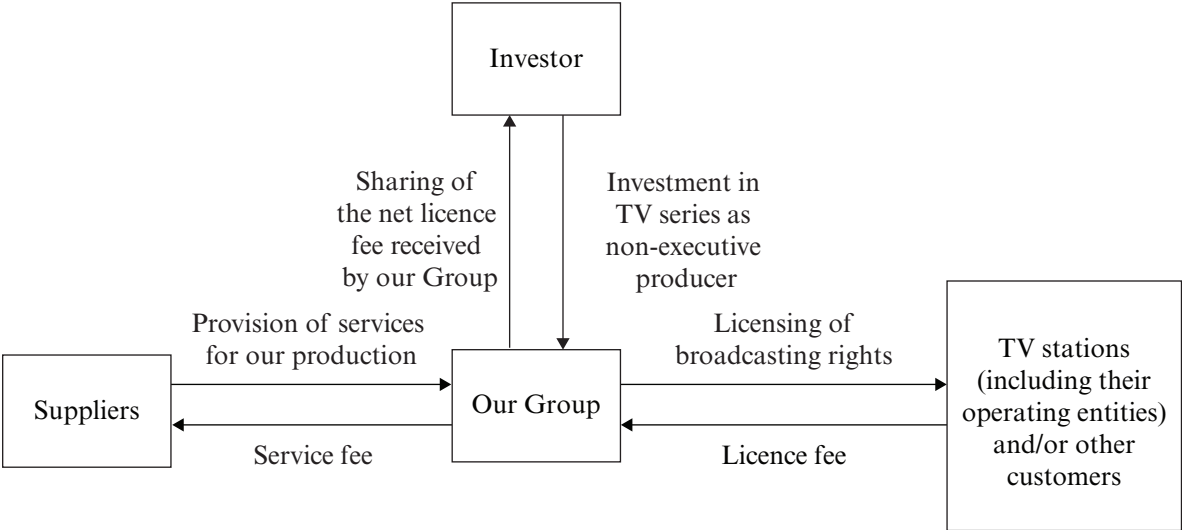 Investor
Sharing of
the net licence
fee received
by our Group
Investment in
TV series as
non-executive
producer
Provision of services
for our production
Licensing of
broadcasting rights
Suppliers
Our Group
TV stations
(including their
operating entities)
and/or other
customers
Service fee
Licence fee